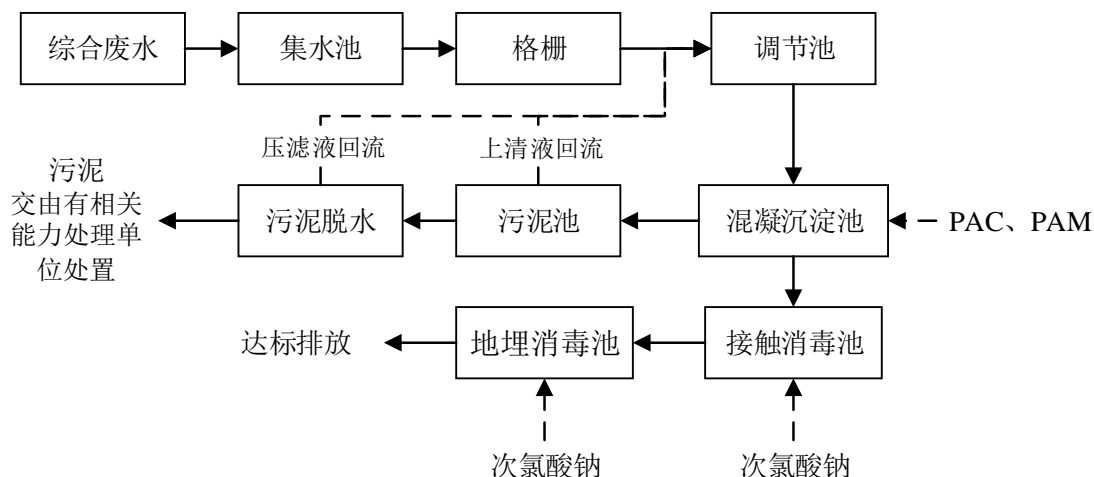 综合废水
集水池
格栅
调节池
压滤液回流
上清液回流
污泥
交由有相关
能力处理单
位处置
污泥脱水
污泥池
混凝沉淀池
PAC、PAM
达标排放
地埋消毒池
接触消毒池
次氯酸钠
次氯酸钠